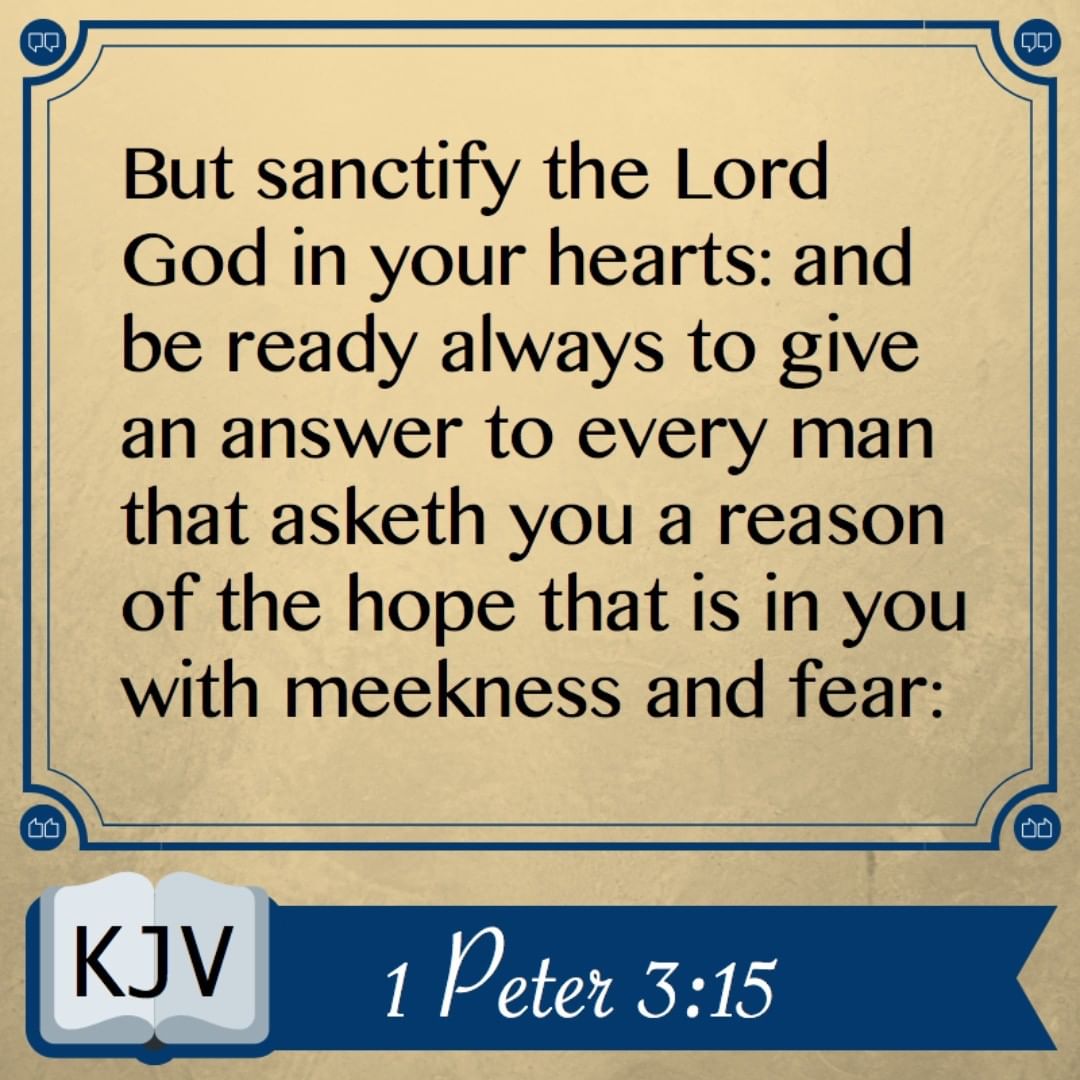 But sanctify the Lord
God in your hearts: and
be ready always to give
an answer to every man
that asketh you a reason
of the hope that is in you
with meekness and fear:
KJV
1 Peter 3:15